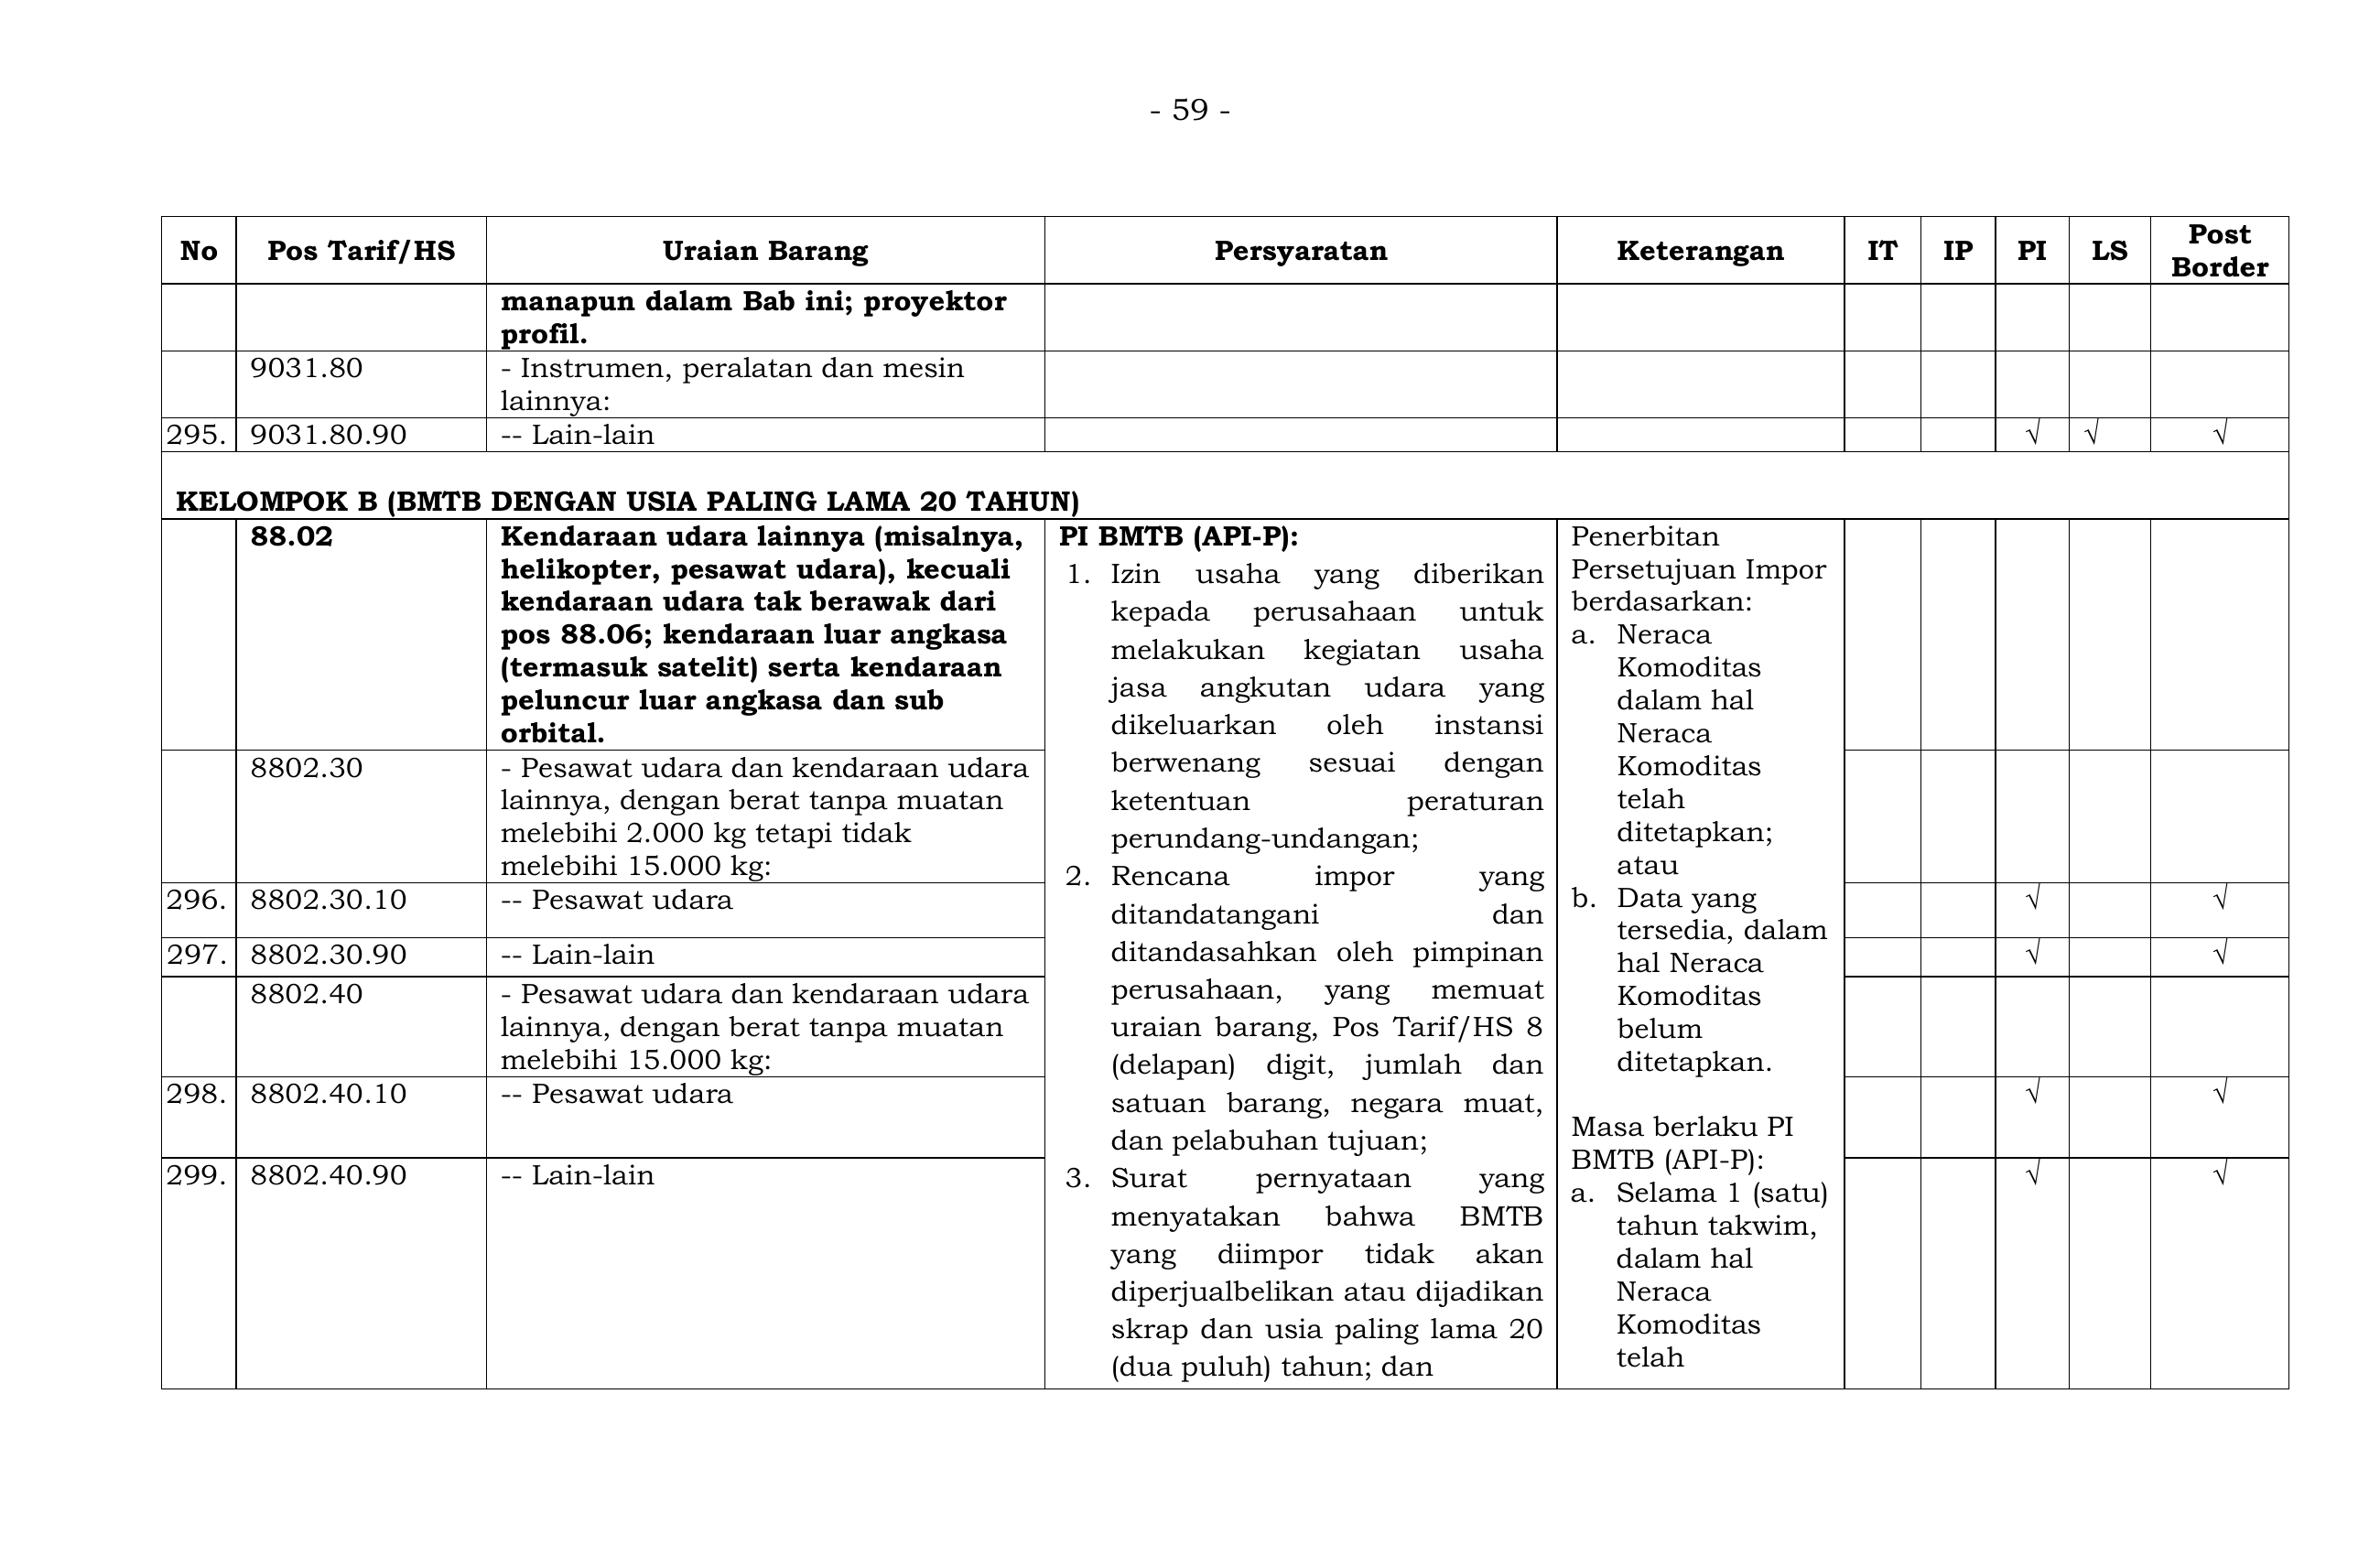 - 59 -
No Pos Tarif/HS Uraian Barang Persyaratan Keterangan IT IP PI LS Post Border
manapun dalam Bab ini; proyektor
profil.
9031.80 - Instrumen, peralatan dan mesin
lainnya:
295. 9031.80.90 -- Lain-lain √ √ √
KELOMPOK B (BMTB DENGAN USIA PALING LAMA 20 TAHUN)
88.02
Kendaraan udara lainnya (misalnya,
helikopter, pesawat udara), kecuali
kendaraan udara tak berawak dari
pos 88.06; kendaraan luar angkasa
(termasuk satelit) serta kendaraan
peluncur luar angkasa dan sub
orbital.
PI BMTB (API-P):
1. Izin usaha yang diberikan
kepada perusahaan untuk
melakukan kegiatan usaha
jasa angkutan udara yang
dikeluarkan oleh instansi
berwenang sesuai dengan
ketentuan peraturan
perundang-undangan;
2. Rencana impor yang
ditandatangani dan
ditandasahkan oleh pimpinan
perusahaan, yang memuat
uraian barang, Pos Tarif/HS 8
(delapan) digit, jumlah dan
satuan barang, negara muat,
dan pelabuhan tujuan;
3. Surat pernyataan yang
menyatakan bahwa BMTB
yang diimpor tidak akan
diperjualbelikan atau dijadikan
skrap dan usia paling lama 20
(dua puluh) tahun; dan
Penerbitan
Persetujuan Impor
berdasarkan:
a. Neraca
Komoditas
dalam hal
Neraca
Komoditas
telah
ditetapkan;
atau
b. Data yang
tersedia, dalam
hal Neraca
Komoditas
belum
ditetapkan.
Masa berlaku PI
BMTB (API-P):
a. Selama 1 (satu)
tahun takwim,
dalam hal
Neraca
Komoditas
telah
8802.30 - Pesawat udara dan kendaraan udara
lainnya, dengan berat tanpa muatan
melebihi 2.000 kg tetapi tidak
melebihi 15.000 kg:
296. 8802.30.10 -- Pesawat udara √ √
297. 8802.30.90 -- Lain-lain √ √
8802.40 - Pesawat udara dan kendaraan udara
lainnya, dengan berat tanpa muatan
melebihi 15.000 kg:
298. 8802.40.10 -- Pesawat udara √ √
299. 8802.40.90 -- Lain-lain √ √